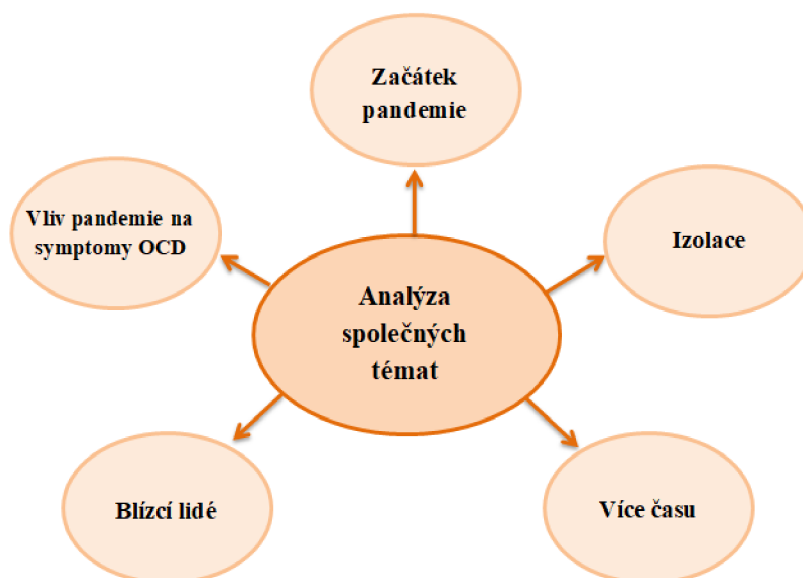 Začátek
pandemie
Vliv pandemie na
symptomy OCD
Izolace
Analýza
společných
témat
Blízcí lidé
Více času